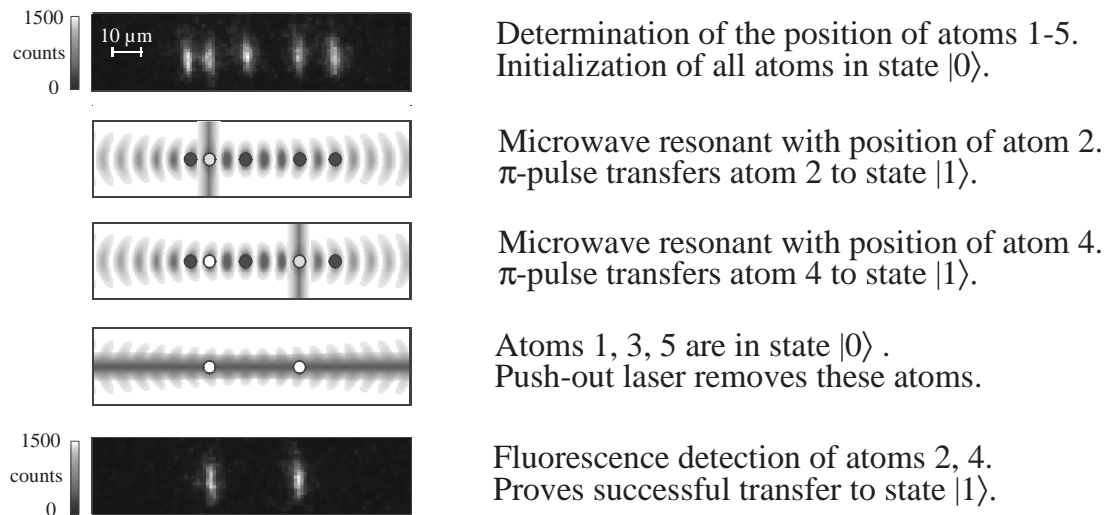 1500
counts
0
10 µm
Determination of the position of atoms 1-5.
Initialization of all atoms in state |0⟩.
Microwave resonant with position of atom 2.
π-pulse transfers atom 2 to state |1⟩.
Microwave resonant with position of atom 4.
π-pulse transfers atom 4 to state |1⟩.
Atoms 1, 3, 5 are in state |0⟩ .
Push-out laser removes these atoms.
1500
counts
0
Fluorescence detection of atoms 2, 4.
Proves successful transfer to state |1⟩.